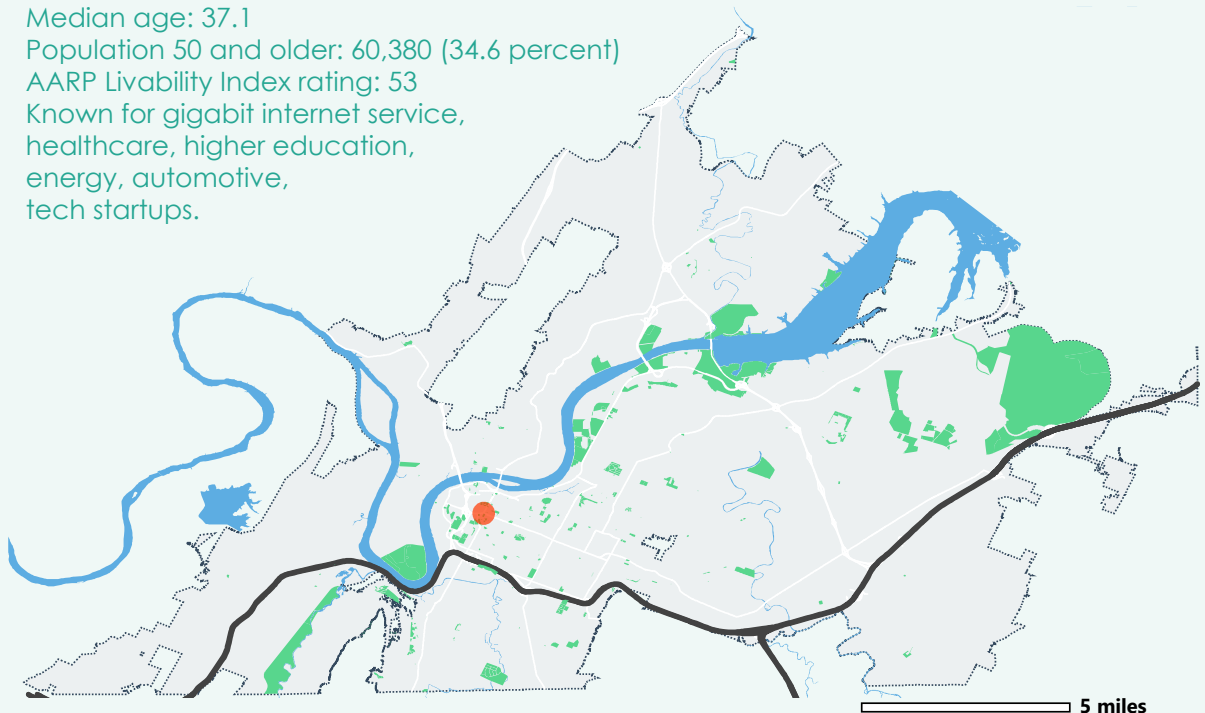 Median age: 37.1
Population 50 and older: 60,380 (34.6 percent)
AARP Livability Index rating: 53
Known for gigabit internet service,
healthcare, higher education,
energy, automotive,
tech startups.
5 miles